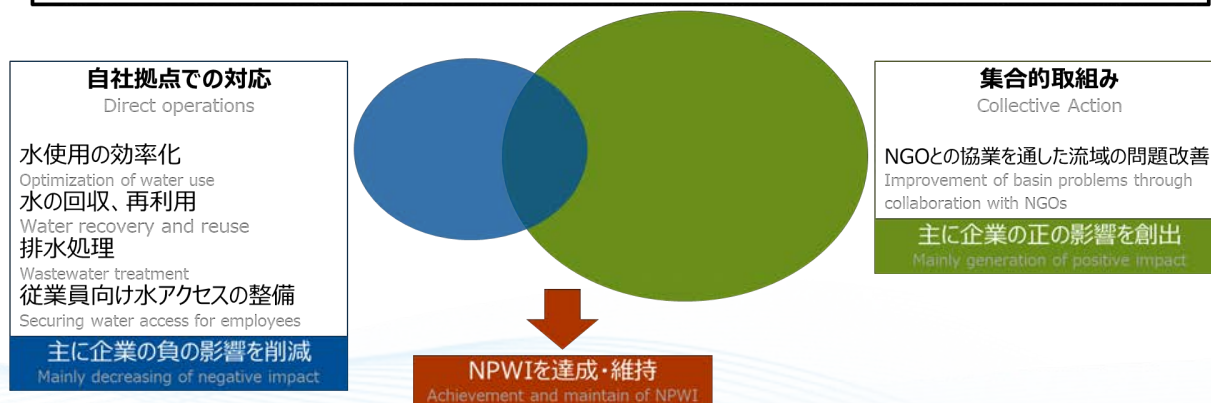 自社拠点での対応
Direct operations
水使用の効率化
Optimization of water use
水の回収、再利用
Water recovery and reuse
排水処理
Wastewater treatment
従業員向け水アクセスの整備
Securing water access for employees
主に企業の負の影響を削減
Mainly decreasing of negative impact
NPWIを達成・維持
Achievement and maintain of NPWI
集合的取組み
Collective Action
NGOとの協業を通した流域の問題改善
Improvement of basin problems through
collaboration with NGOs
主に企業の正の影響を創出
Mainly generation of positive impact